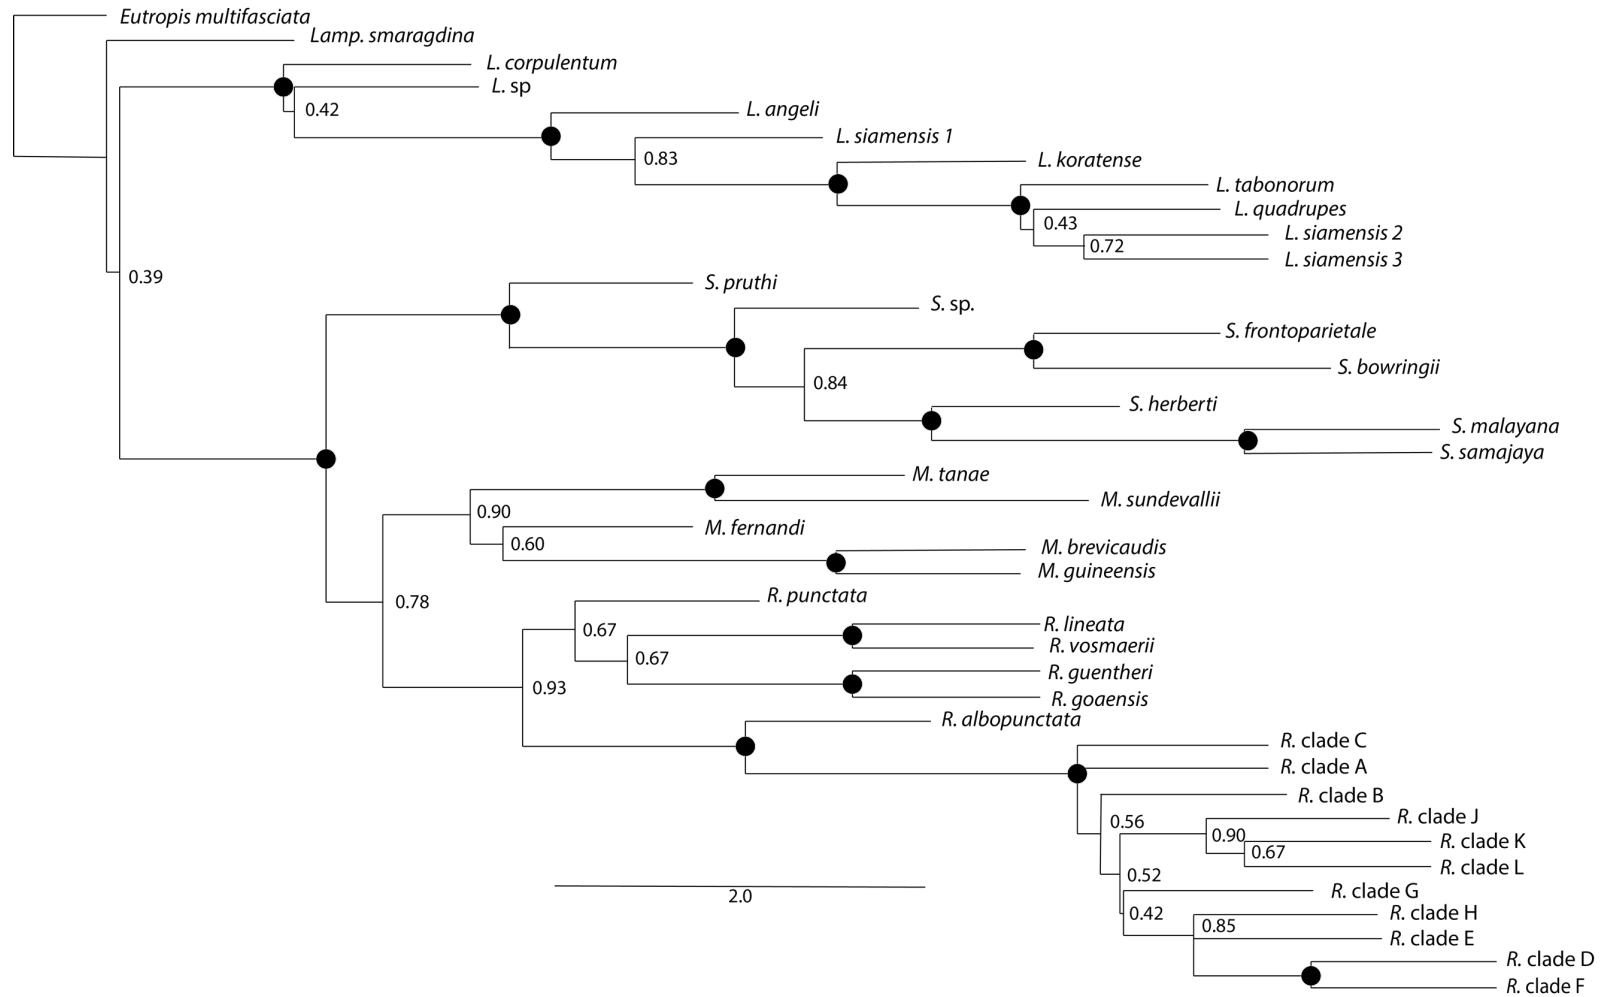 Eutropis multifasciata
Lamp. smaragdina
L. corpulentum
L. sp
0.42
L. angeli
L. siamensis 1
0.83
L. koratense
L. tabonorum
L. quadrupes
0.43
L. siamensis 2
0.72
L. siamensis 3
0.39
S. pruthi
S. sp.
S. frontoparietale
S. bowringii
0.84
S. herberti
S. malayana
S. samajaya
M. tanae
M. sundevallii
0.90
M. fernandi
0.60
M. brevicaudis
M. guineensis
0.78
R. punctata
0.67
R. lineata
R. vosmaerii
0.67
R. guentheri
0.93
R. goaensis
R. albopunctata
R. clade C
R. clade A
R. clade B
0.56
R. clade J
0.90
R. clade K
0.67
R. clade L
0.52
R. clade G
2.0
0.42
R. clade H
0.85
R. clade E
R. clade D
R. clade F